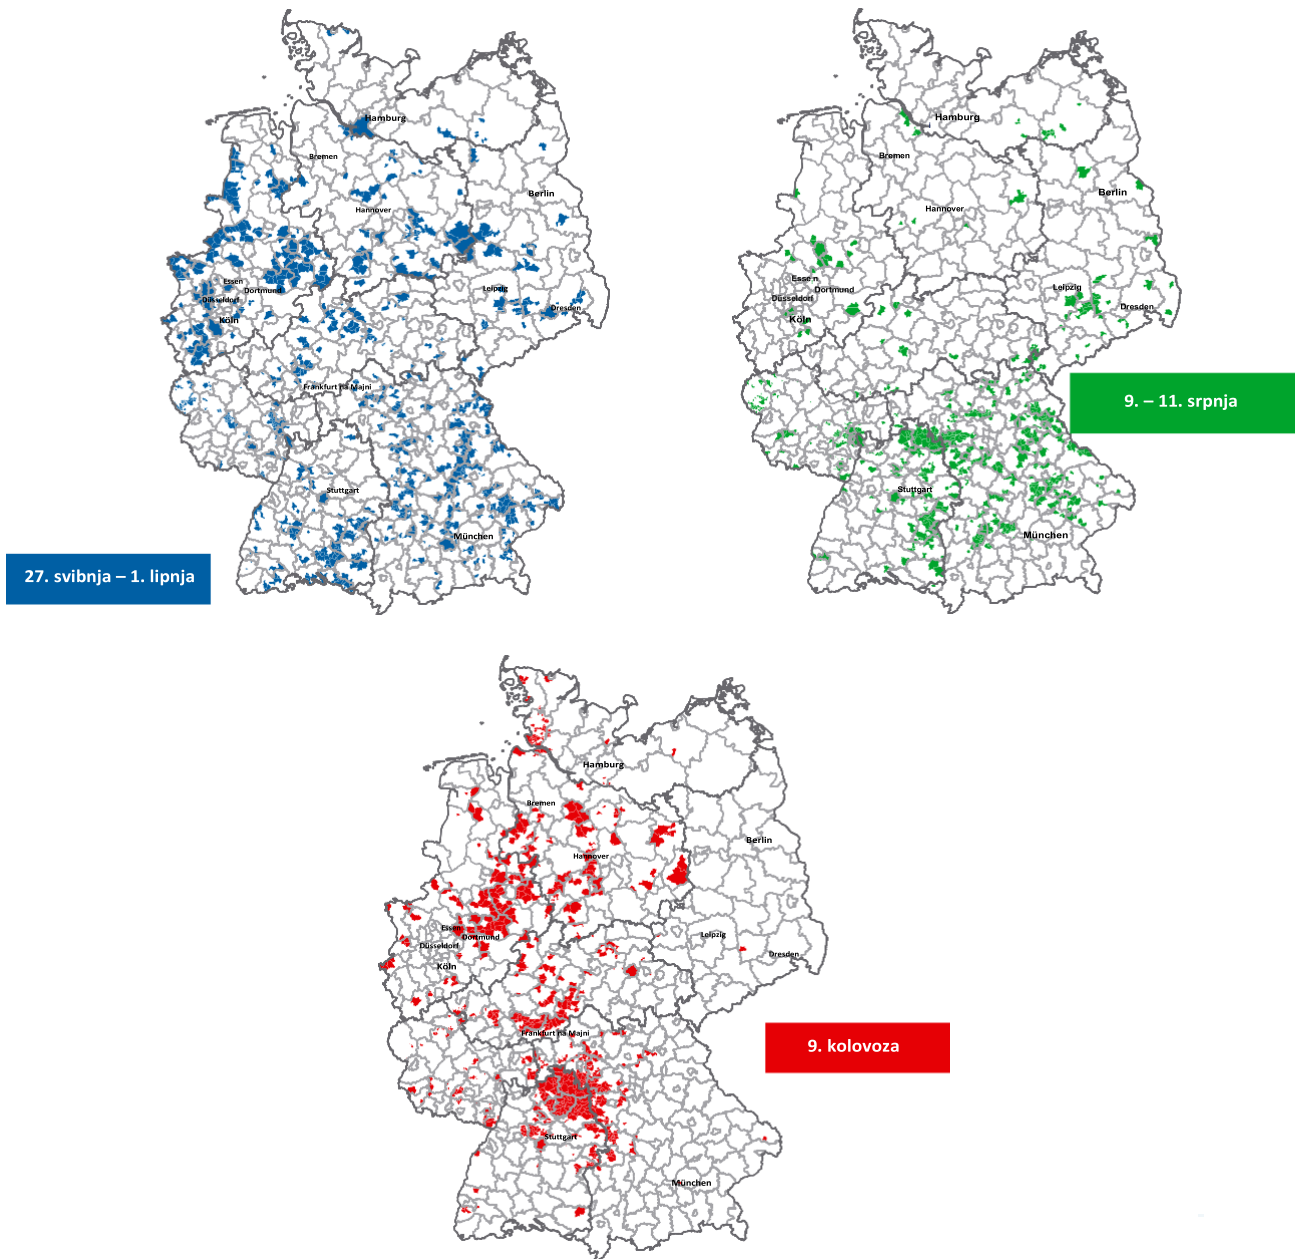 Hamburg
Bremen
Berlin
Hannover
Essen
Dortmund
Düsseldorf
Leipzig
Dresden
Köln
Frankfurt na Majni
Stuttgart
München
27. svibnja – 1. lipnja
Hamburg
Bremen
Berlin
Hannover
Essen
Dortmund
Düsseldorf
Leipzig
Dresden
Köln
Stuttgart
München
9. – 11. srpnja
Hamburg
Bremen
Berlin
Hannover
Essen
Dortmund
Düsseldorf
Leipzig
Dresden
Köln
Frankfurt na Majni
Stuttgart
München
9. kolovoza